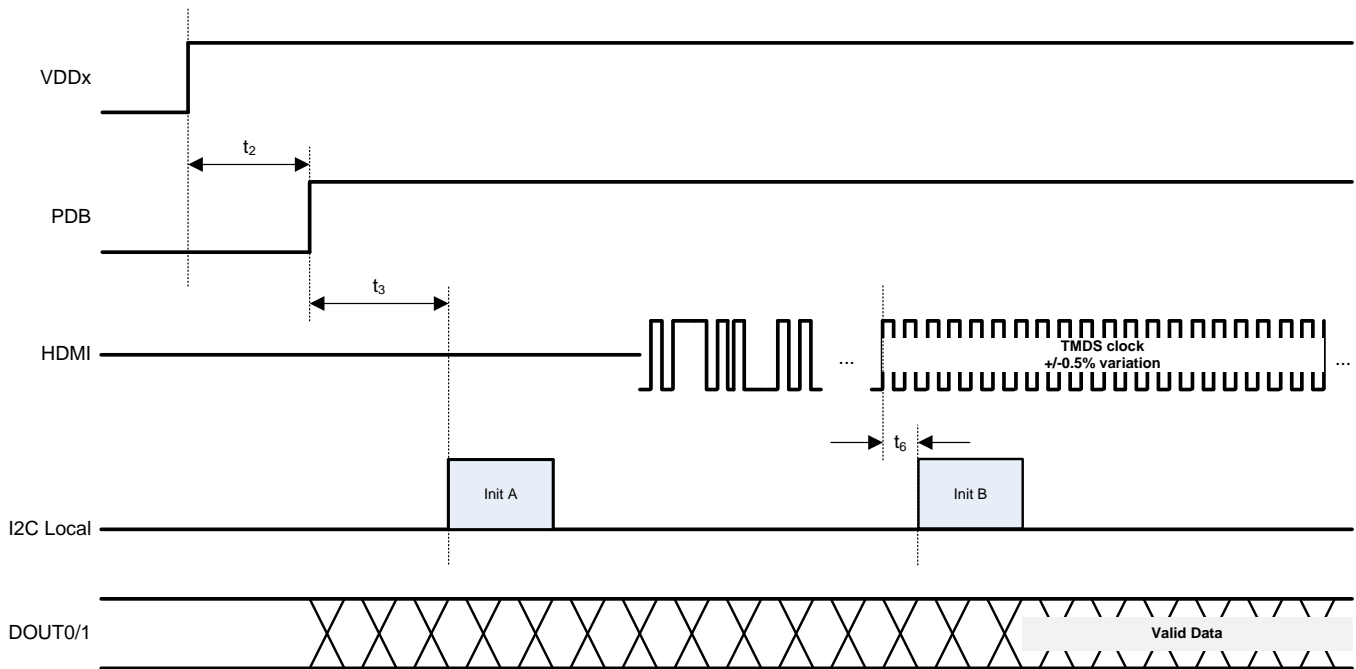 VDDx
t2
PDB
t3
HDMI
...
TMDS clock
+/-0.5% variation
...
t6
Init A
Init B
I2C Local
DOUT0/1
Valid Data